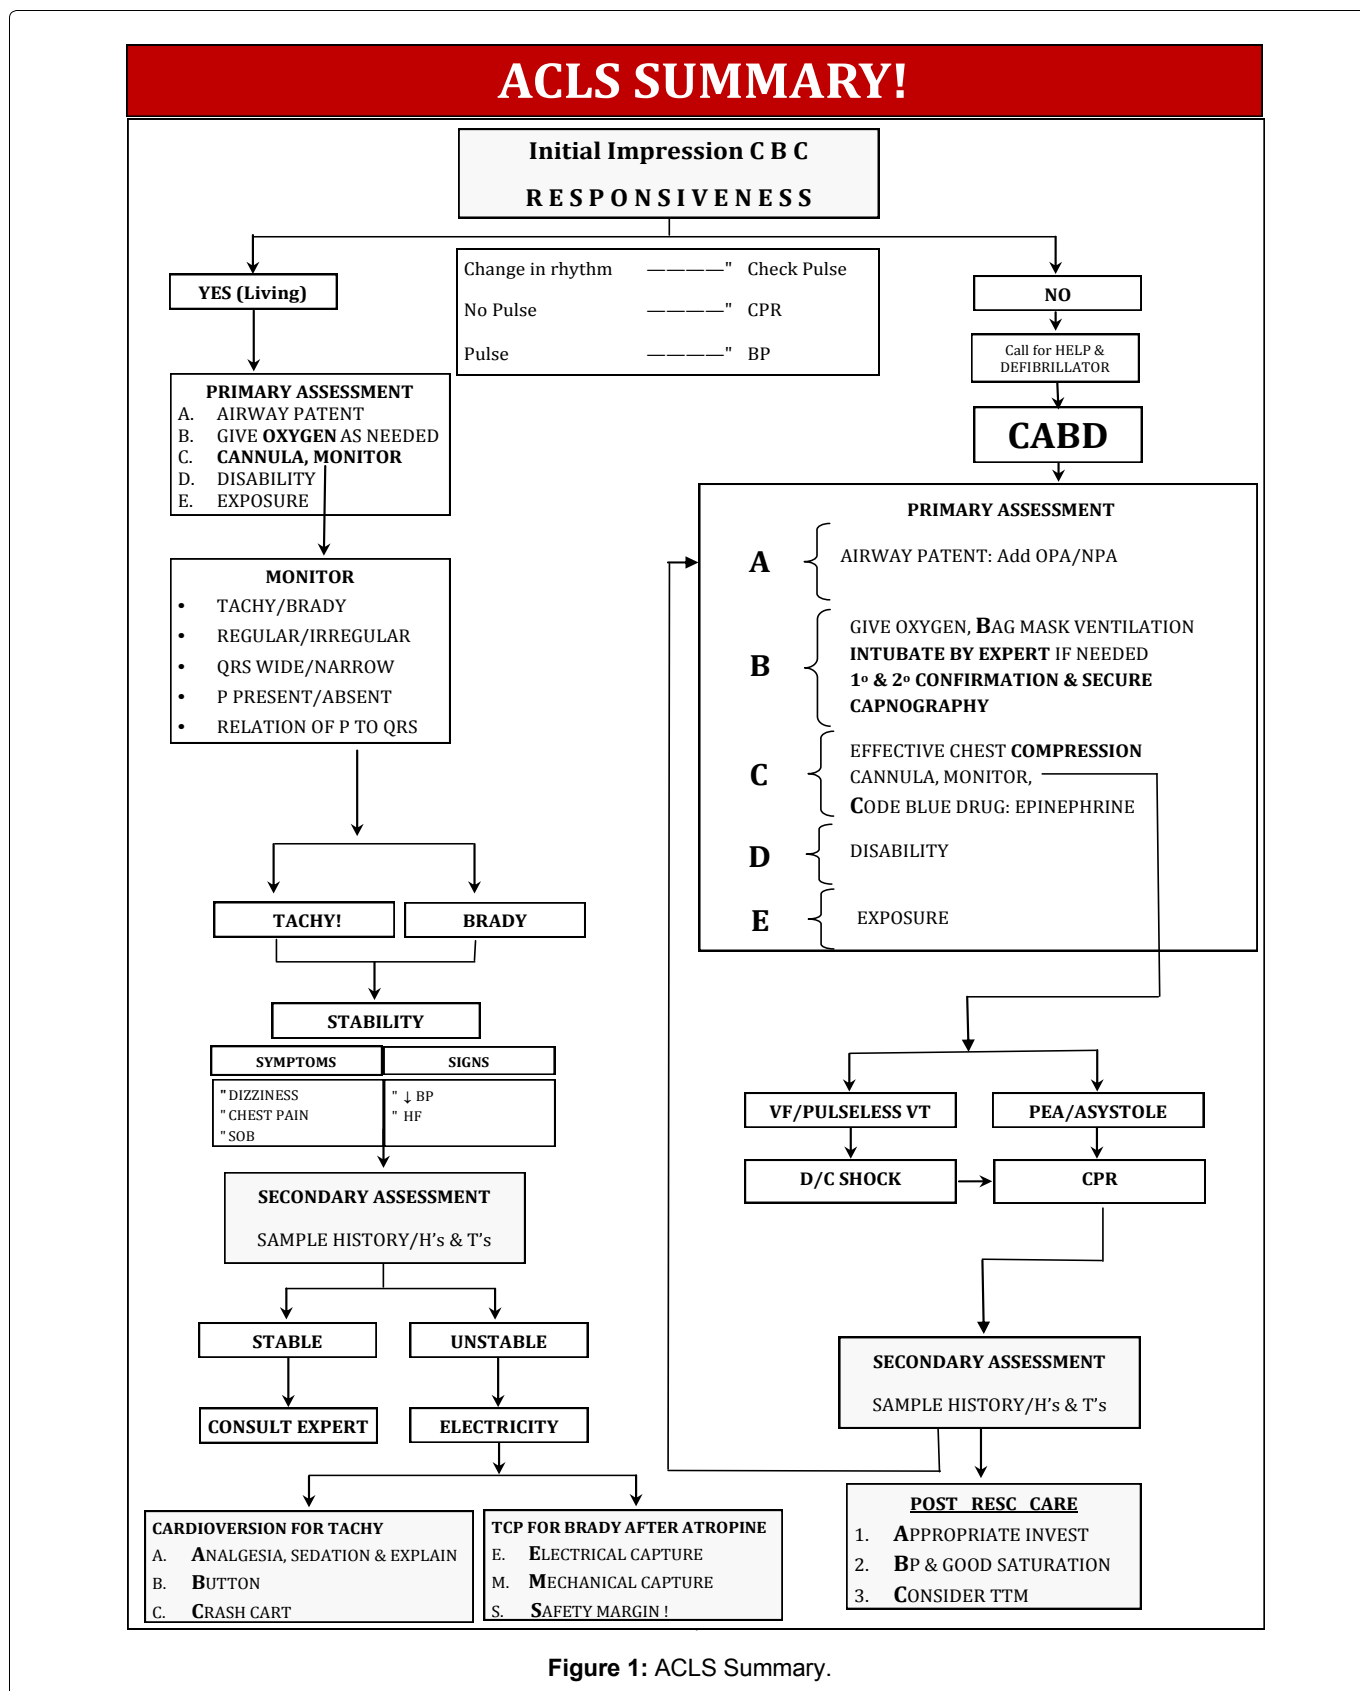 ACLS SUMMARY!
Initial Impression C B C
R E S P O N S I V E N E S S
YES (Living)
Change in rhythm ————–" Check Pulse
No Pulse ————–" CPR
Pulse ————–" BP
NO
Call for HELP &
DEFIBRILLATOR
CABD
PRIMARY ASSESSMENT
A. AIRWAY PATENT
B. GIVE OXYGEN AS NEEDED
C. CANNULA, MONITOR
D. DISABILITY
E. EXPOSURE
MONITOR
• TACHY/BRADY
• REGULAR/IRREGULAR
• QRS WIDE/NARROW
• P PRESENT/ABSENT
• RELATION OF P TO QRS
TACHY!
BRADY
STABILITY
SYMPTOMS
SIGNS
" DIZZINESS
" CHEST PAIN
" SOB
" ↓ BP
" HF
SECONDARY ASSESSMENT
SAMPLE HISTORY/H's & T's
STABLE
UNSTABLE
CONSULT EXPERT
ELECTRICITY
CARDIOVERSION FOR TACHY
A. ANALGESIA, SEDATION & EXPLAIN
B. BUTTON
C. CRASH CART
TCP FOR BRADY AFTER ATROPINE
E. ELECTRICAL CAPTURE
M. MECHANICAL CAPTURE
S. SAFETY MARGIN !
PRIMARY ASSESSMENT
A AIRWAY PATENT: Add OPA/NPA
B GIVE OXYGEN, BAG MASK VENTILATION
INTUBATE BY EXPERT IF NEEDED
1º & 2º CONFIRMATION & SECURE
CAPNOGRAPHY
C EFFECTIVE CHEST COMPRESSION
CANNULA, MONITOR,
CODE BLUE DRUG: EPINEPHRINE
D DISABILITY
E EXPOSURE
VF/PULSELESS VT
PEA/ASYSTOLE
D/C SHOCK
CPR
SECONDARY ASSESSMENT
SAMPLE HISTORY/H's & T's
POST RESC CARE
1. APPROPRIATE INVEST
2. BP & GOOD SATURATION
3. CONSIDER TTM
Figure 1: ACLS Summary.